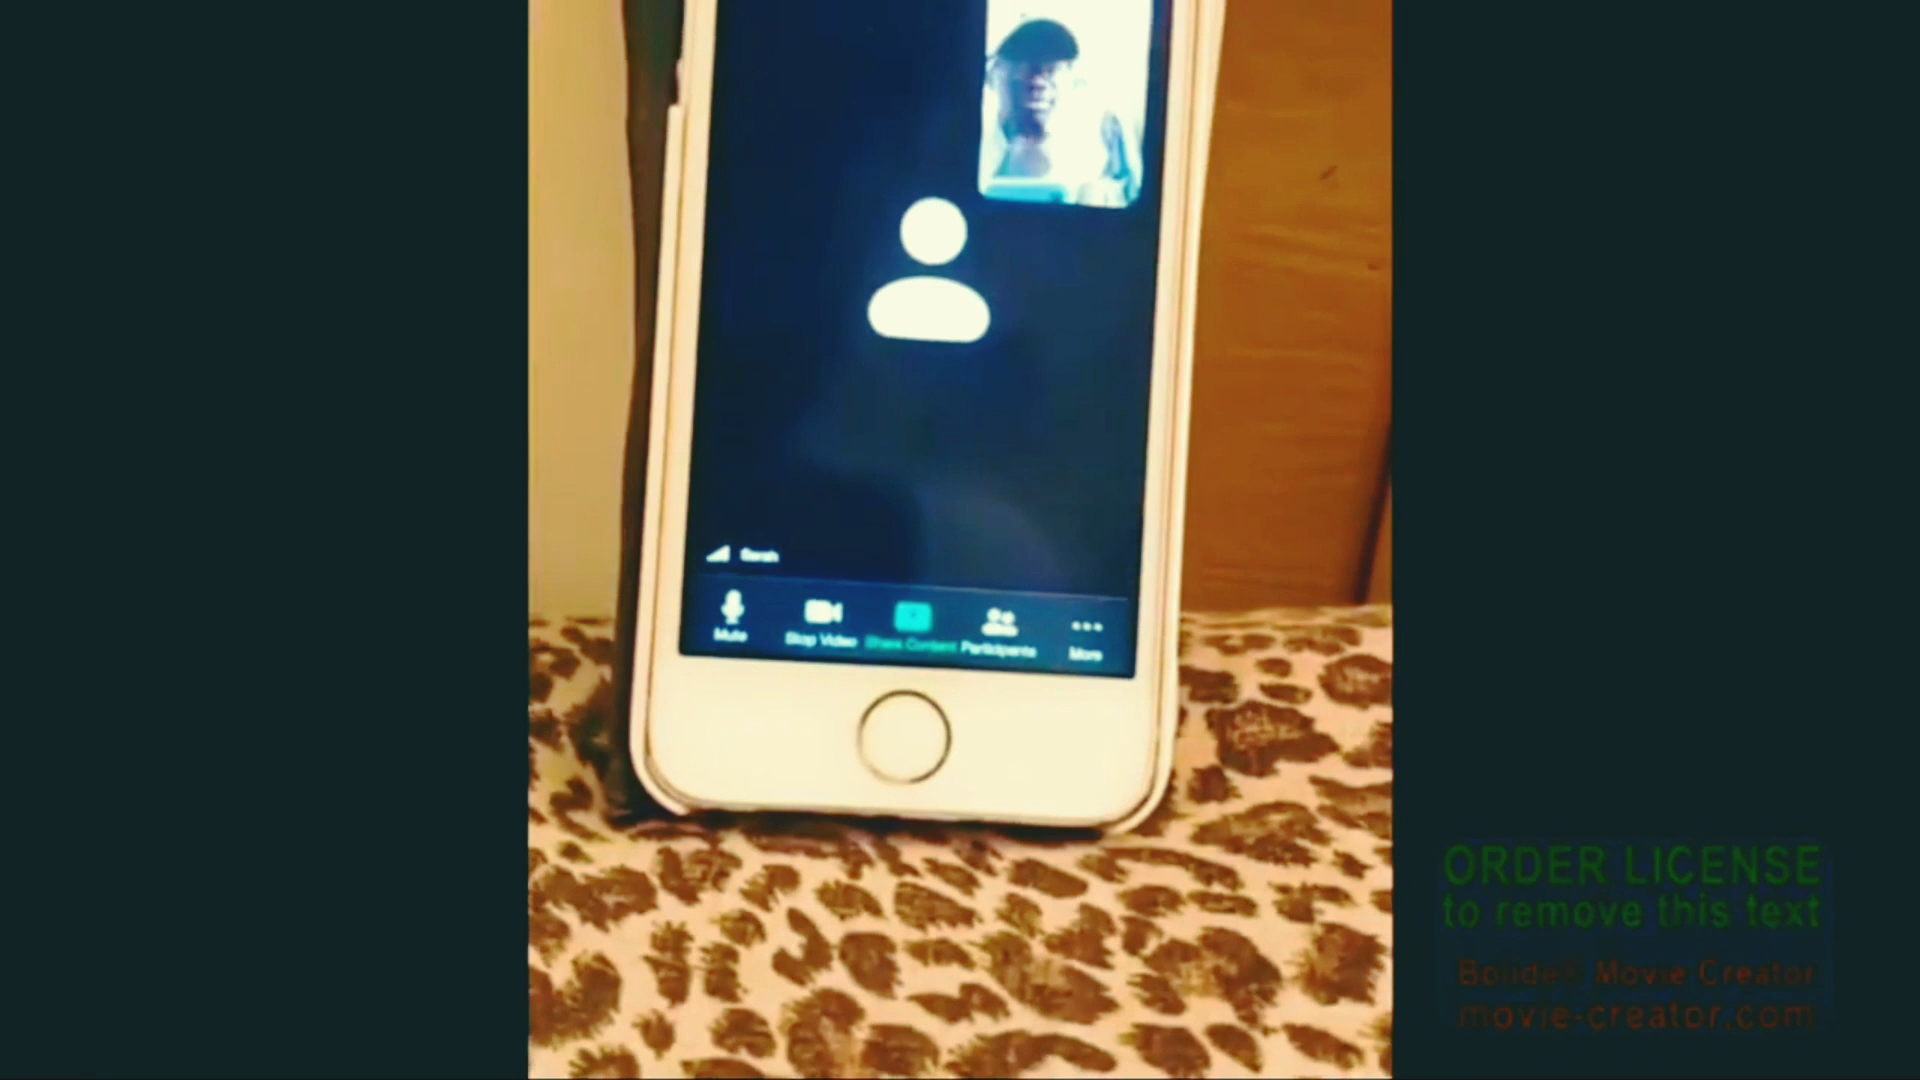 Sarah
Mute
Stop Video
Share Content
Participants
More
ORDER LICENSE
to remove this text
Bolide® Movie Creator
movie-creator.com